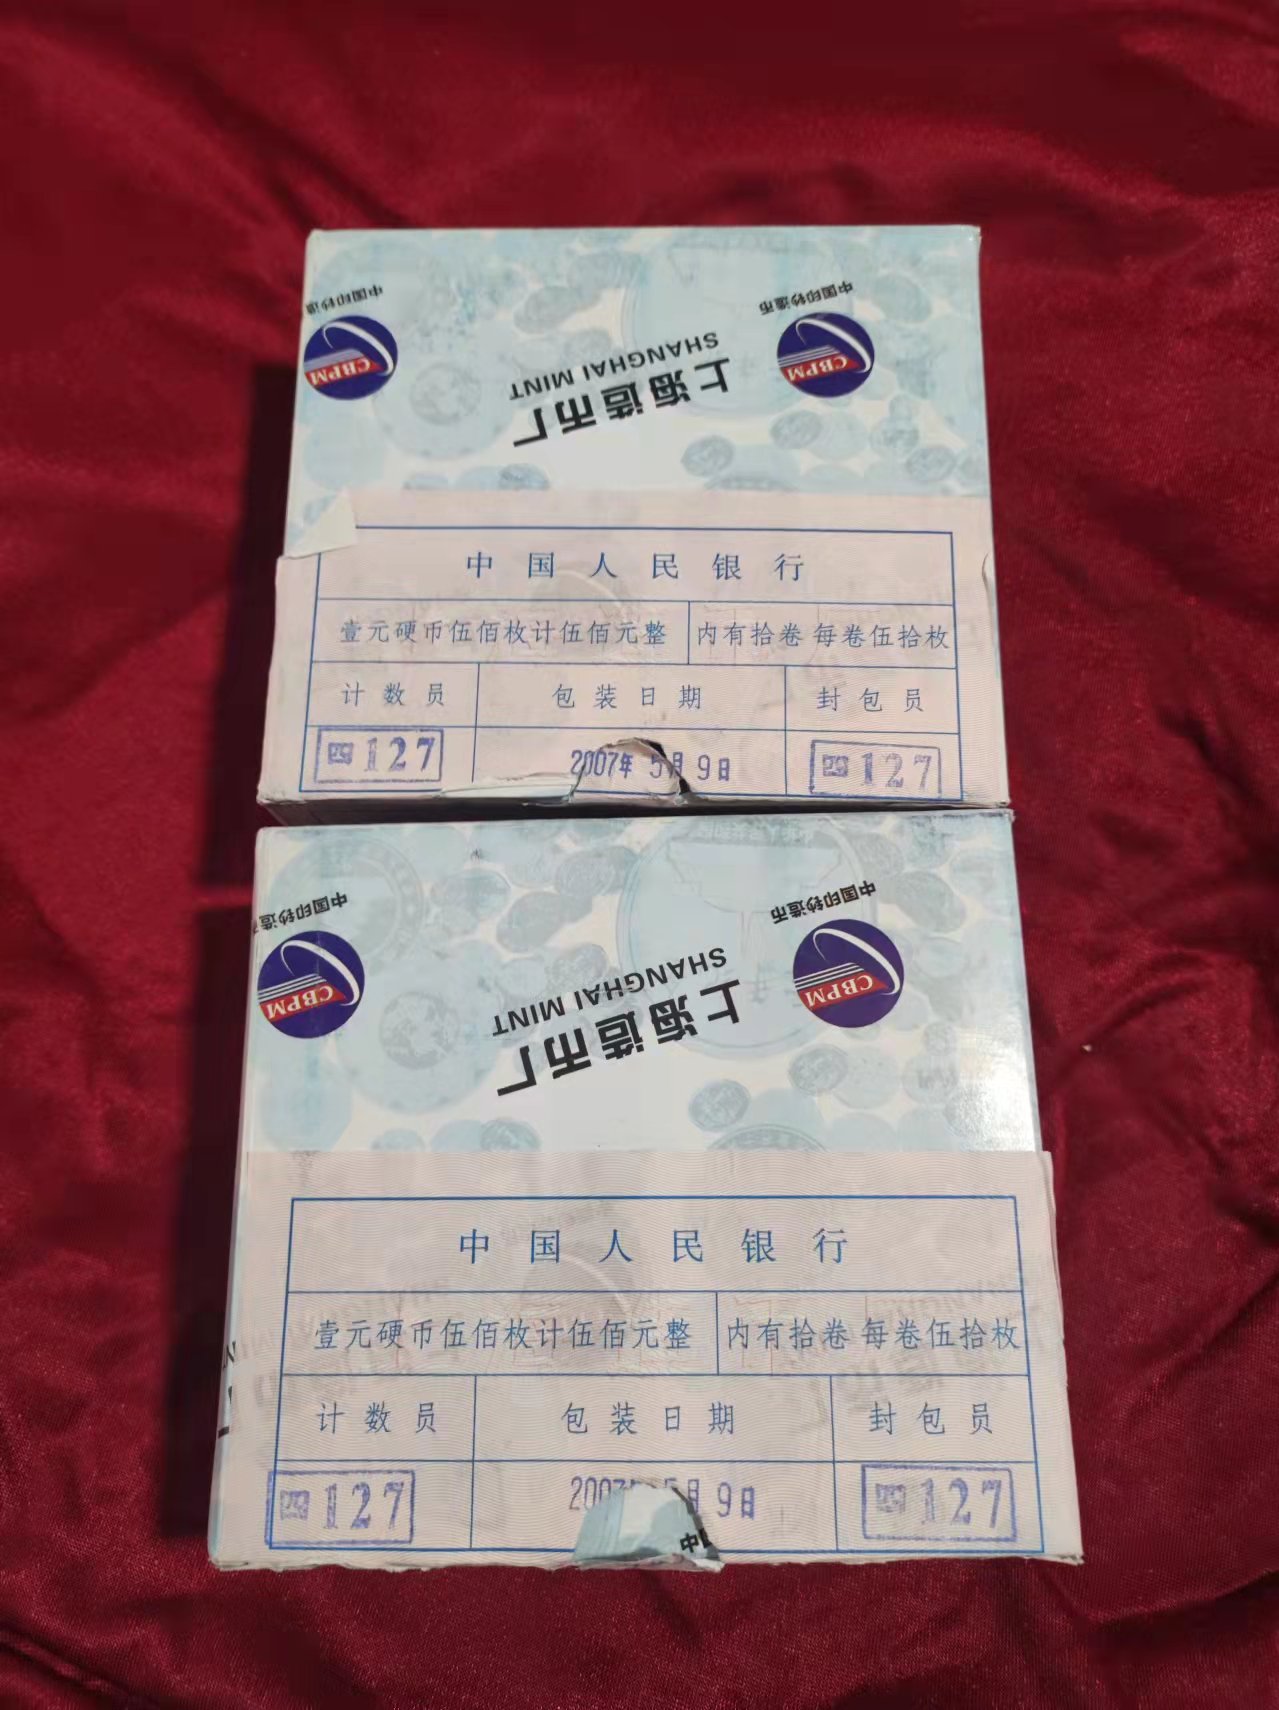 中国印钞造
CBPM
中国印钞造币
CBPM
上海造币厂
SHANGHAI MINT
中国人民银行
壹元硬币伍佰枚计伍佰元整 内有拾卷 每卷伍拾枚
计数员 包装日期 封包员
四127 2007年 5月 9日 四127
中国印钞造币
CBPM
中国印钞造币
CBPM
上海造币厂
SHANGHAI MINT
中国人民银行
壹元硬币伍佰枚计伍佰元整 内有拾卷 每卷伍拾枚
计数员 包装日期 封包员
四127 2007 5月 9日 四127
中